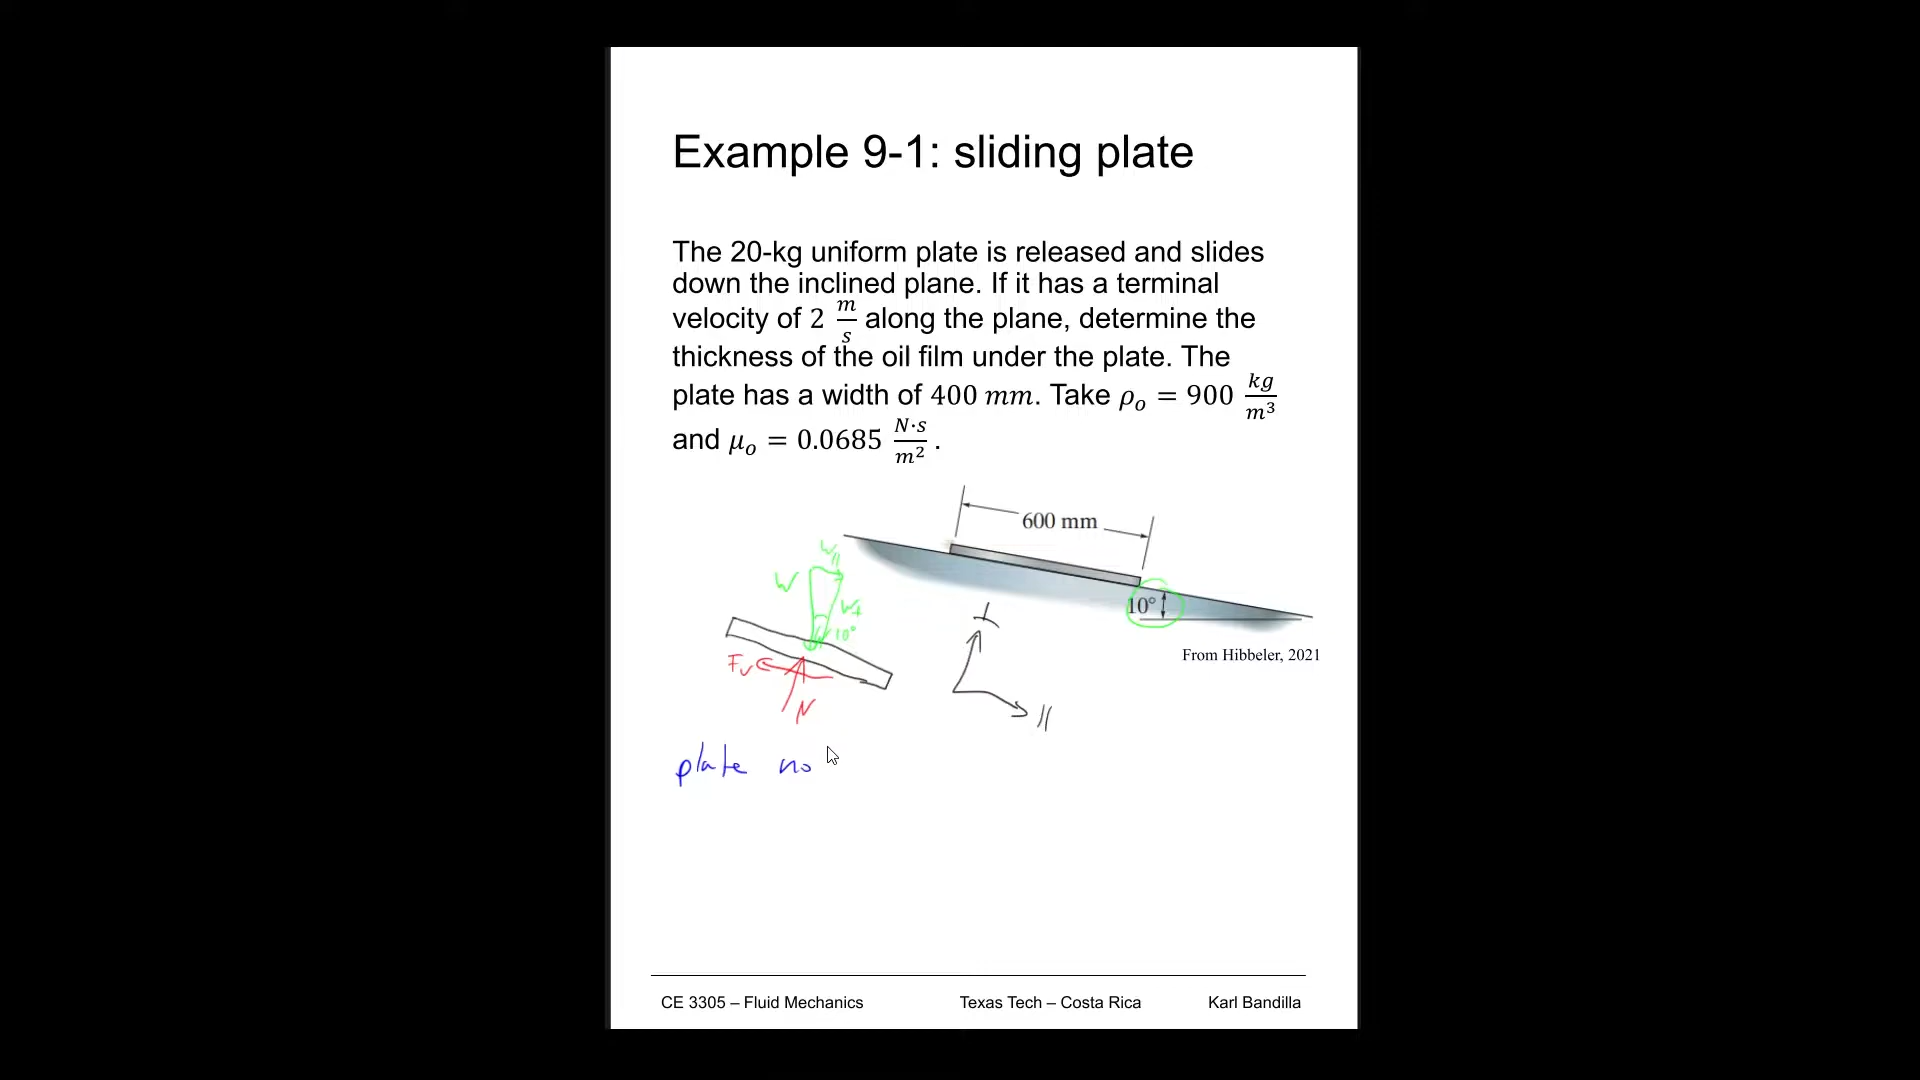 Example 9-1: sliding plate
The 20-kg uniform plate is released and slides
down the inclined plane. If it has a terminal
velocity of 2 m/s along the plane, determine the
thickness of the oil film under the plate. The
plate has a width of 400 mm. Take ρₒ = 900 kg/m³
and μₒ = 0.0685 N·s/m² .
600 mm
10°
From Hibbeler, 2021
W∥
W
W⊥
10°
Fv
N
⊥
∥
plate no
CE 3305 – Fluid Mechanics
Texas Tech – Costa Rica
Karl Bandilla